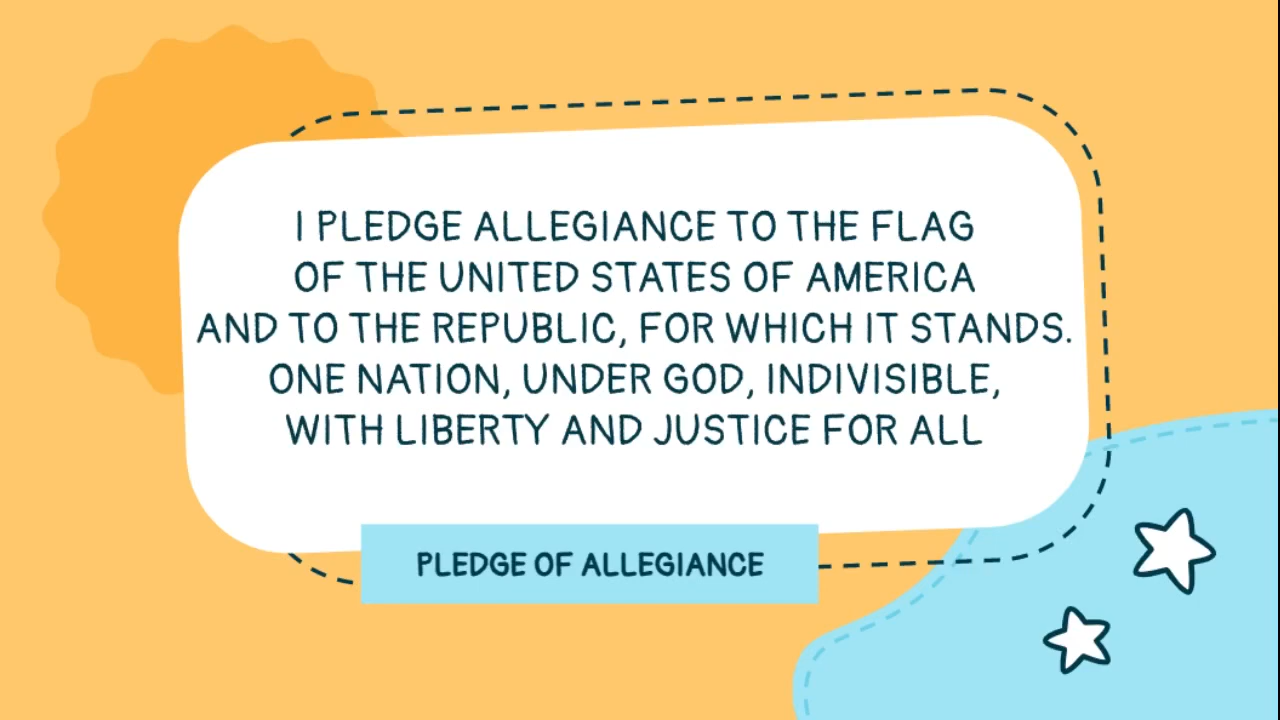 I PLEDGE ALLEGIANCE TO THE FLAG
OF THE UNITED STATES OF AMERICA
AND TO THE REPUBLIC, FOR WHICH IT STANDS.
ONE NATION, UNDER GOD, INDIVISIBLE,
WITH LIBERTY AND JUSTICE FOR ALL
PLEDGE OF ALLEGIANCE